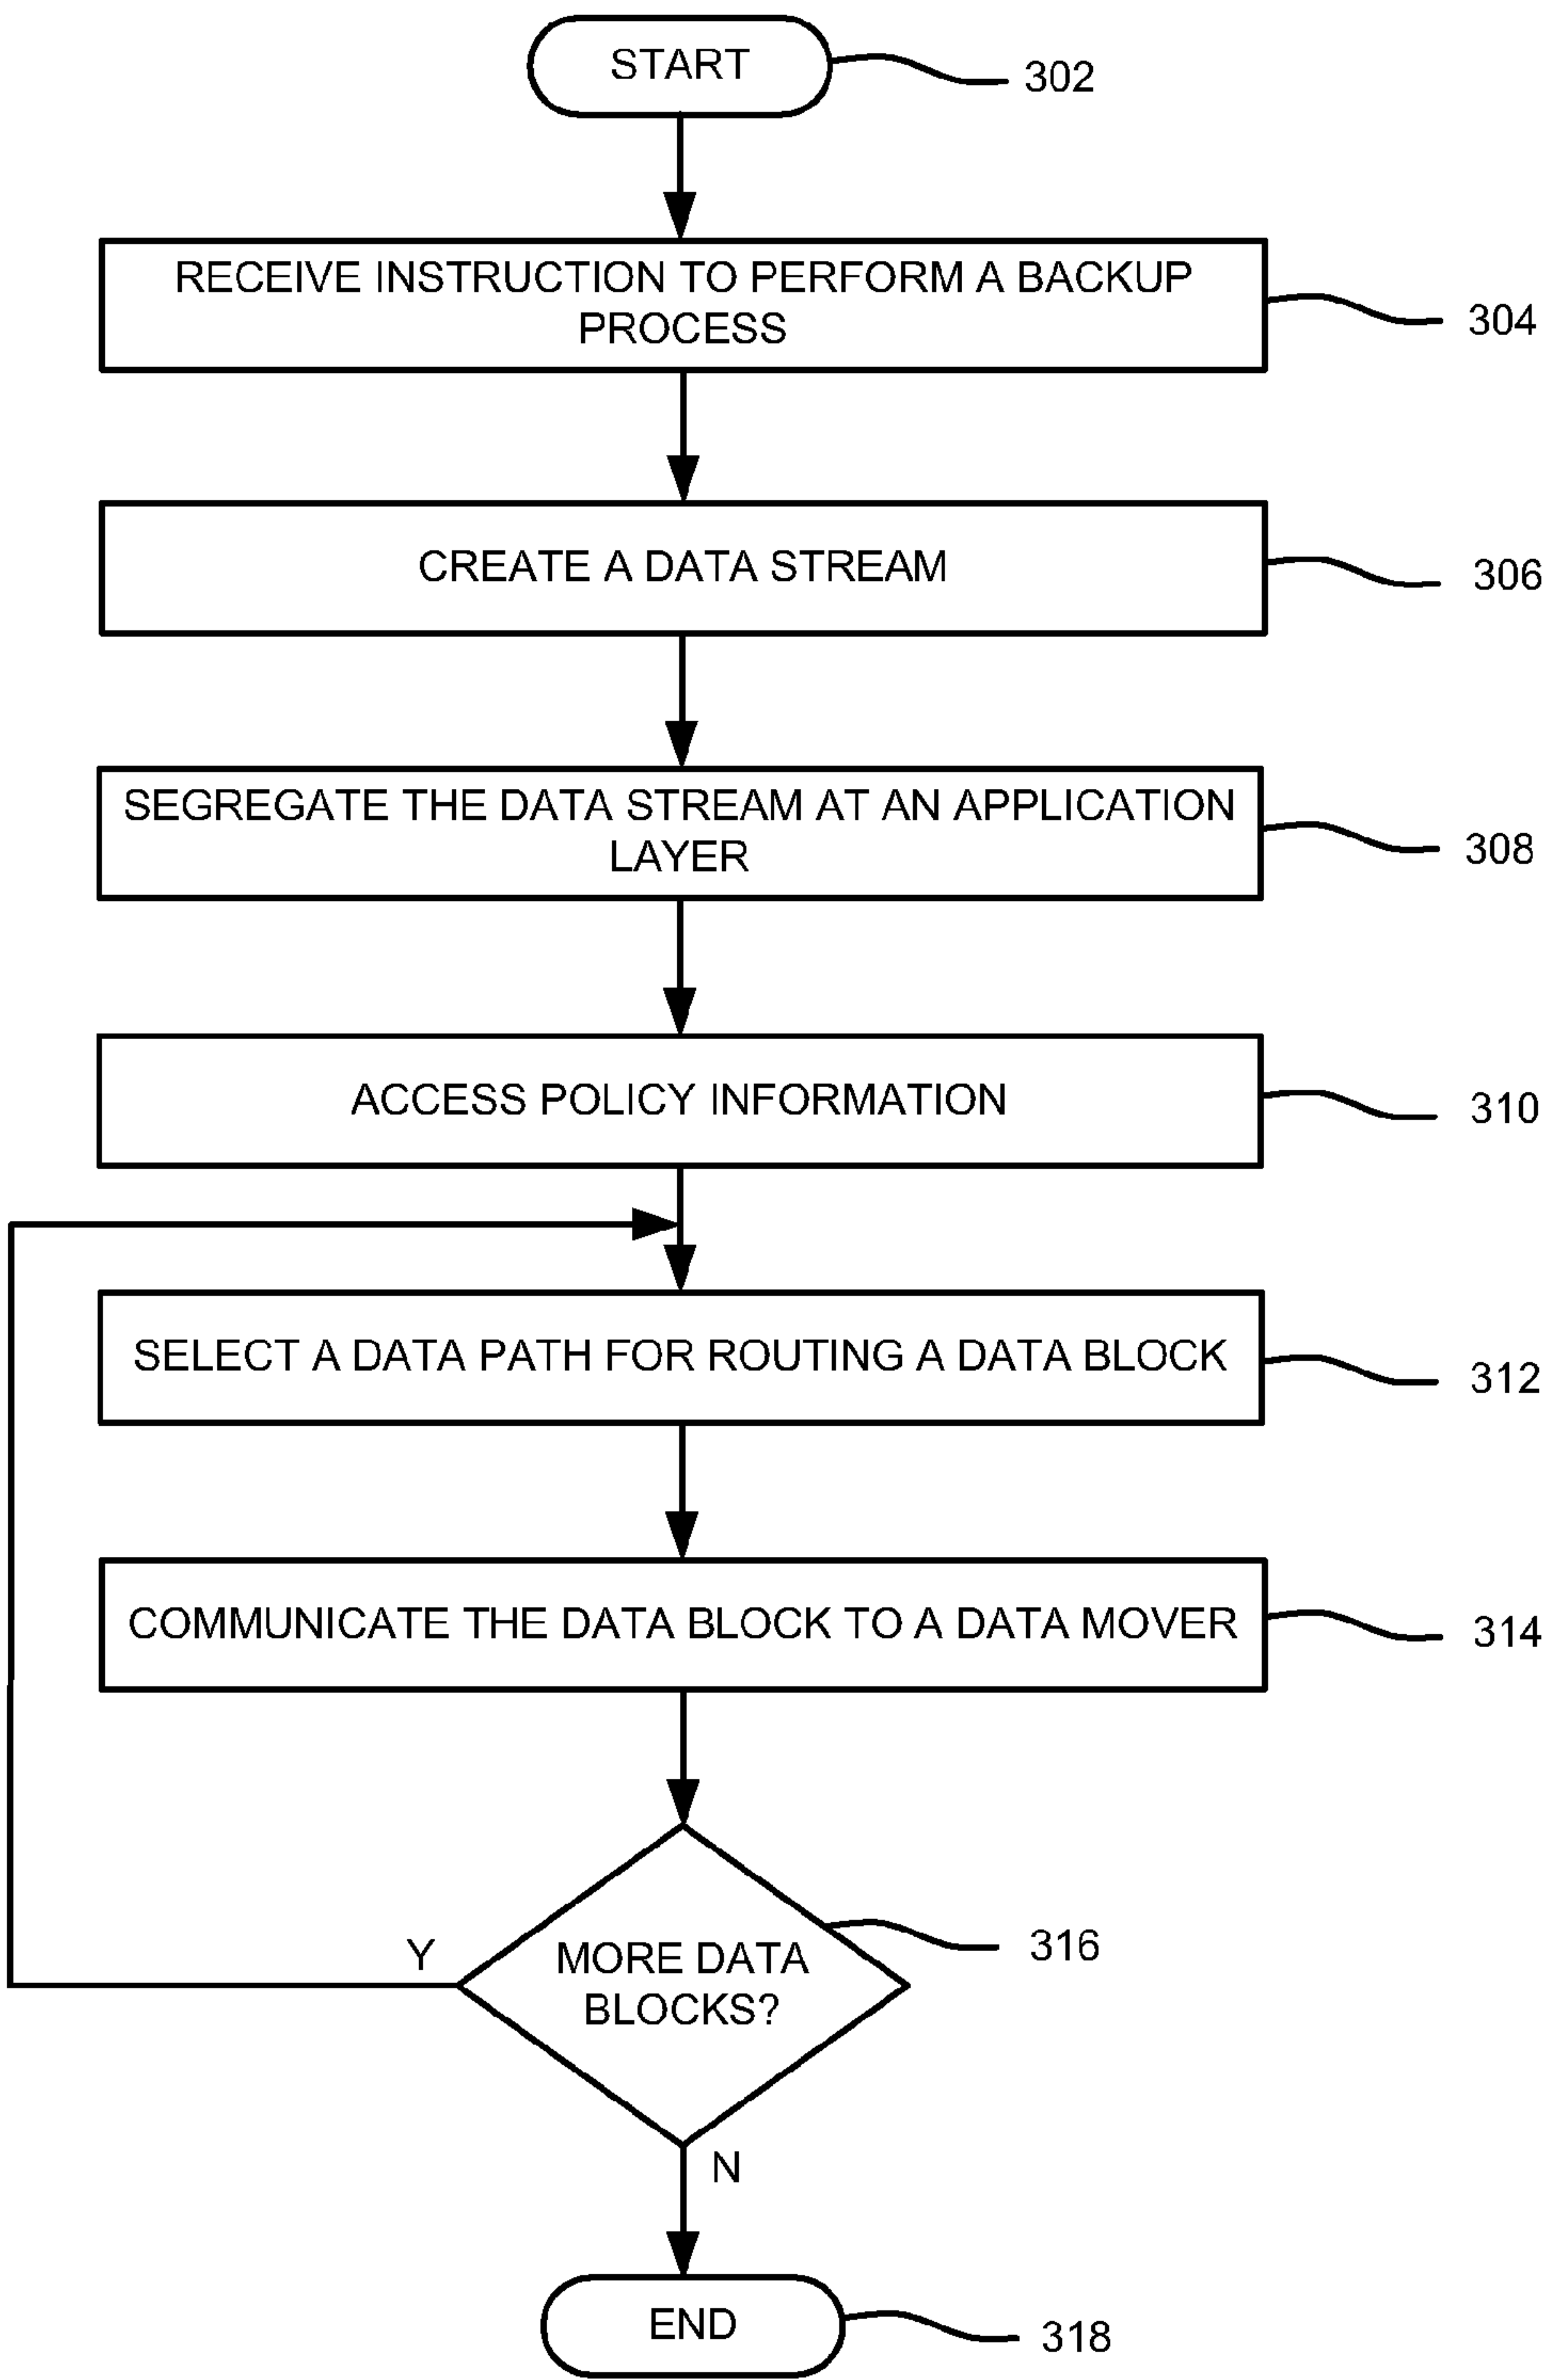 START
302
RECEIVE INSTRUCTION TO PERFORM A BACKUP
PROCESS
304
CREATE A DATA STREAM
306
SEGREGATE THE DATA STREAM AT AN APPLICATION
LAYER
308
ACCESS POLICY INFORMATION
310
SELECT A DATA PATH FOR ROUTING A DATA BLOCK
312
COMMUNICATE THE DATA BLOCK TO A DATA MOVER
314
Y
MORE DATA
BLOCKS?
316
N
END
318